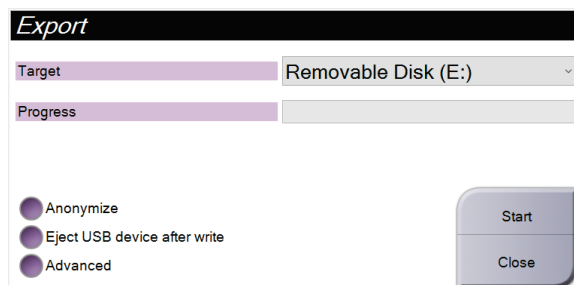 Export
Target
Removable Disk (E:)
Progress
Anonymize
Eject USB device after write
Advanced
Start
Close